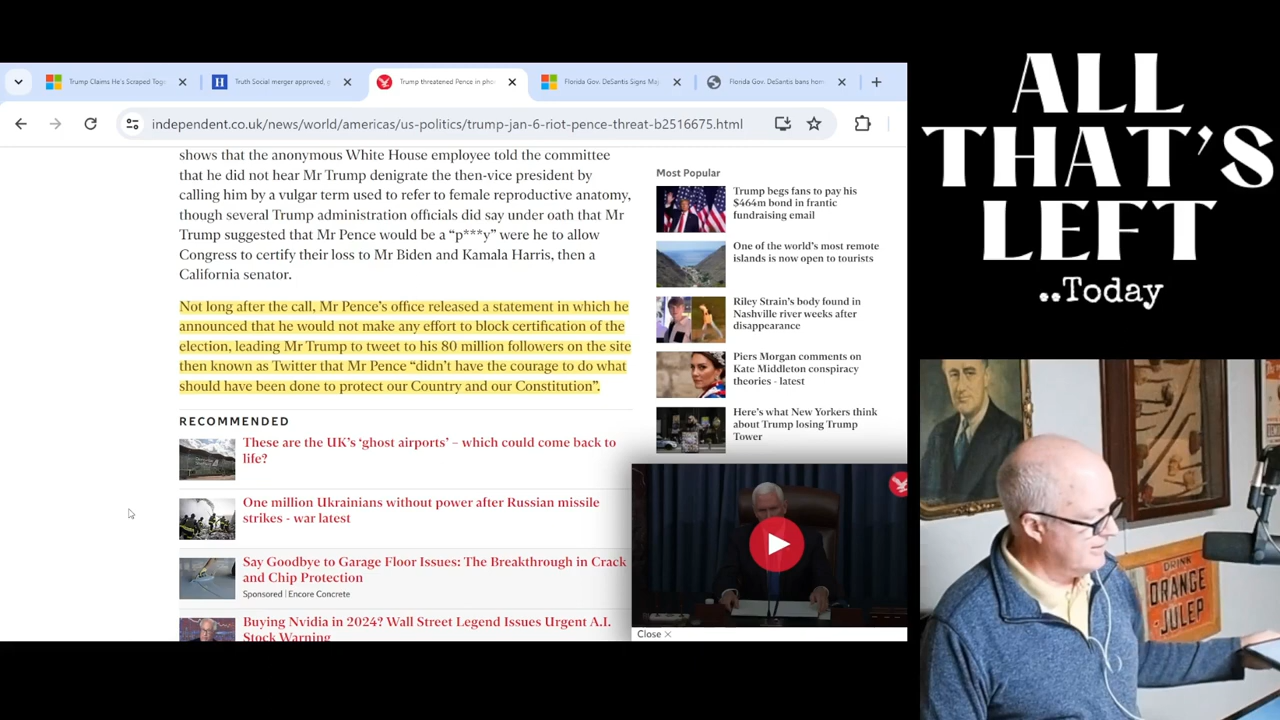 Trump Claims He's Scraped Tog
Truth Social merger approved, g
Trump threatened Pence in pho
Florida Gov. DeSantis Signs Ma
Florida Gov. DeSantis bans hom
independent.co.uk/news/world/americas/us-politics/trump-jan-6-riot-pence-threat-b2516675.html
shows that the anonymous White House employee told the committee
that he did not hear Mr Trump denigrate the then-vice president by
calling him by a vulgar term used to refer to female reproductive anatomy,
though several Trump administration officials did say under oath that Mr
Trump suggested that Mr Pence would be a “p***y” were he to allow
Congress to certify their loss to Mr Biden and Kamala Harris, then a
California senator.
Not long after the call, Mr Pence’s office released a statement in which he
announced that he would not make any effort to block certification of the
election, leading Mr Trump to tweet to his 80 million followers on the site
then known as Twitter that Mr Pence “didn’t have the courage to do what
should have been done to protect our Country and our Constitution”.
RECOMMENDED
These are the UK’s ‘ghost airports’ – which could come back to
life?
One million Ukrainians without power after Russian missile
strikes - war latest
Say Goodbye to Garage Floor Issues: The Breakthrough in Crack
and Chip Protection
Sponsored | Encore Concrete
Buying Nvidia in 2024? Wall Street Legend Issues Urgent A.I.
Stock Warning
Most Popular
Trump begs fans to pay his
$464m bond in frantic
fundraising email
One of the world’s most remote
islands is now open to tourists
Riley Strain’s body found in
Nashville river weeks after
disappearance
Piers Morgan comments on
Kate Middleton conspiracy
theories - latest
Here’s what New Yorkers think
about Trump losing Trump
Tower
Close ×
ALL
THAT’S
LEFT
..Today
DRINK
ORANGE
JULEP